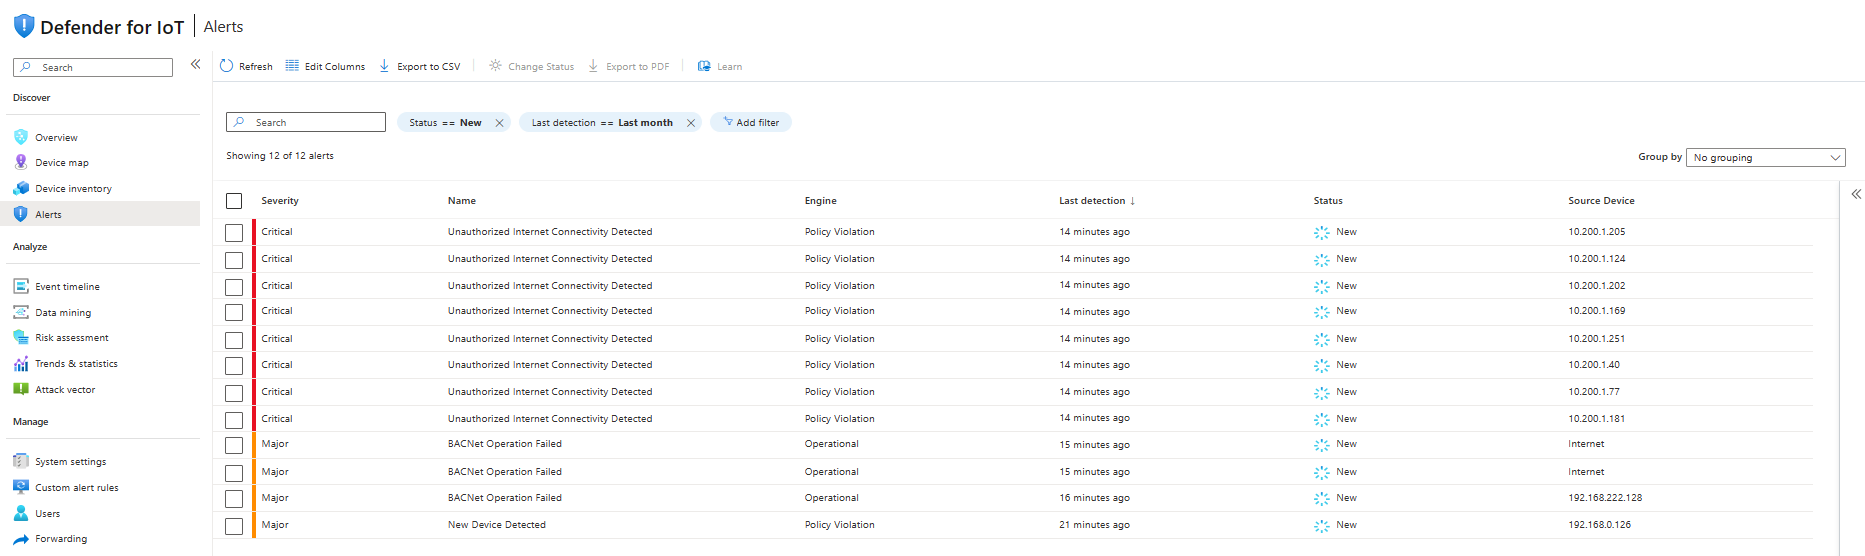 Defender for IoT | Alerts
Search
Refresh Edit Columns Export to CSV Change Status Export to PDF Learn
Discover
Overview
Device map
Device inventory
Alerts
Analyze
Event timeline
Data mining
Risk assessment
Trends & statistics
Attack vector
Manage
System settings
Custom alert rules
Users
Forwarding
Search Status == New Last detection == Last month Add filter
Showing 12 of 12 alerts
Group by No grouping
Severity Name Engine Last detection ↓ Status Source Device
Critical Unauthorized Internet Connectivity Detected Policy Violation 14 minutes ago New 10.200.1.205
Critical Unauthorized Internet Connectivity Detected Policy Violation 14 minutes ago New 10.200.1.124
Critical Unauthorized Internet Connectivity Detected Policy Violation 14 minutes ago New 10.200.1.202
Critical Unauthorized Internet Connectivity Detected Policy Violation 14 minutes ago New 10.200.1.169
Critical Unauthorized Internet Connectivity Detected Policy Violation 14 minutes ago New 10.200.1.251
Critical Unauthorized Internet Connectivity Detected Policy Violation 14 minutes ago New 10.200.1.40
Critical Unauthorized Internet Connectivity Detected Policy Violation 14 minutes ago New 10.200.1.77
Critical Unauthorized Internet Connectivity Detected Policy Violation 14 minutes ago New 10.200.1.181
Major BACNet Operation Failed Operational 15 minutes ago New Internet
Major BACNet Operation Failed Operational 15 minutes ago New Internet
Major BACNet Operation Failed Operational 16 minutes ago New 192.168.222.128
Major New Device Detected Policy Violation 21 minutes ago New 192.168.0.126